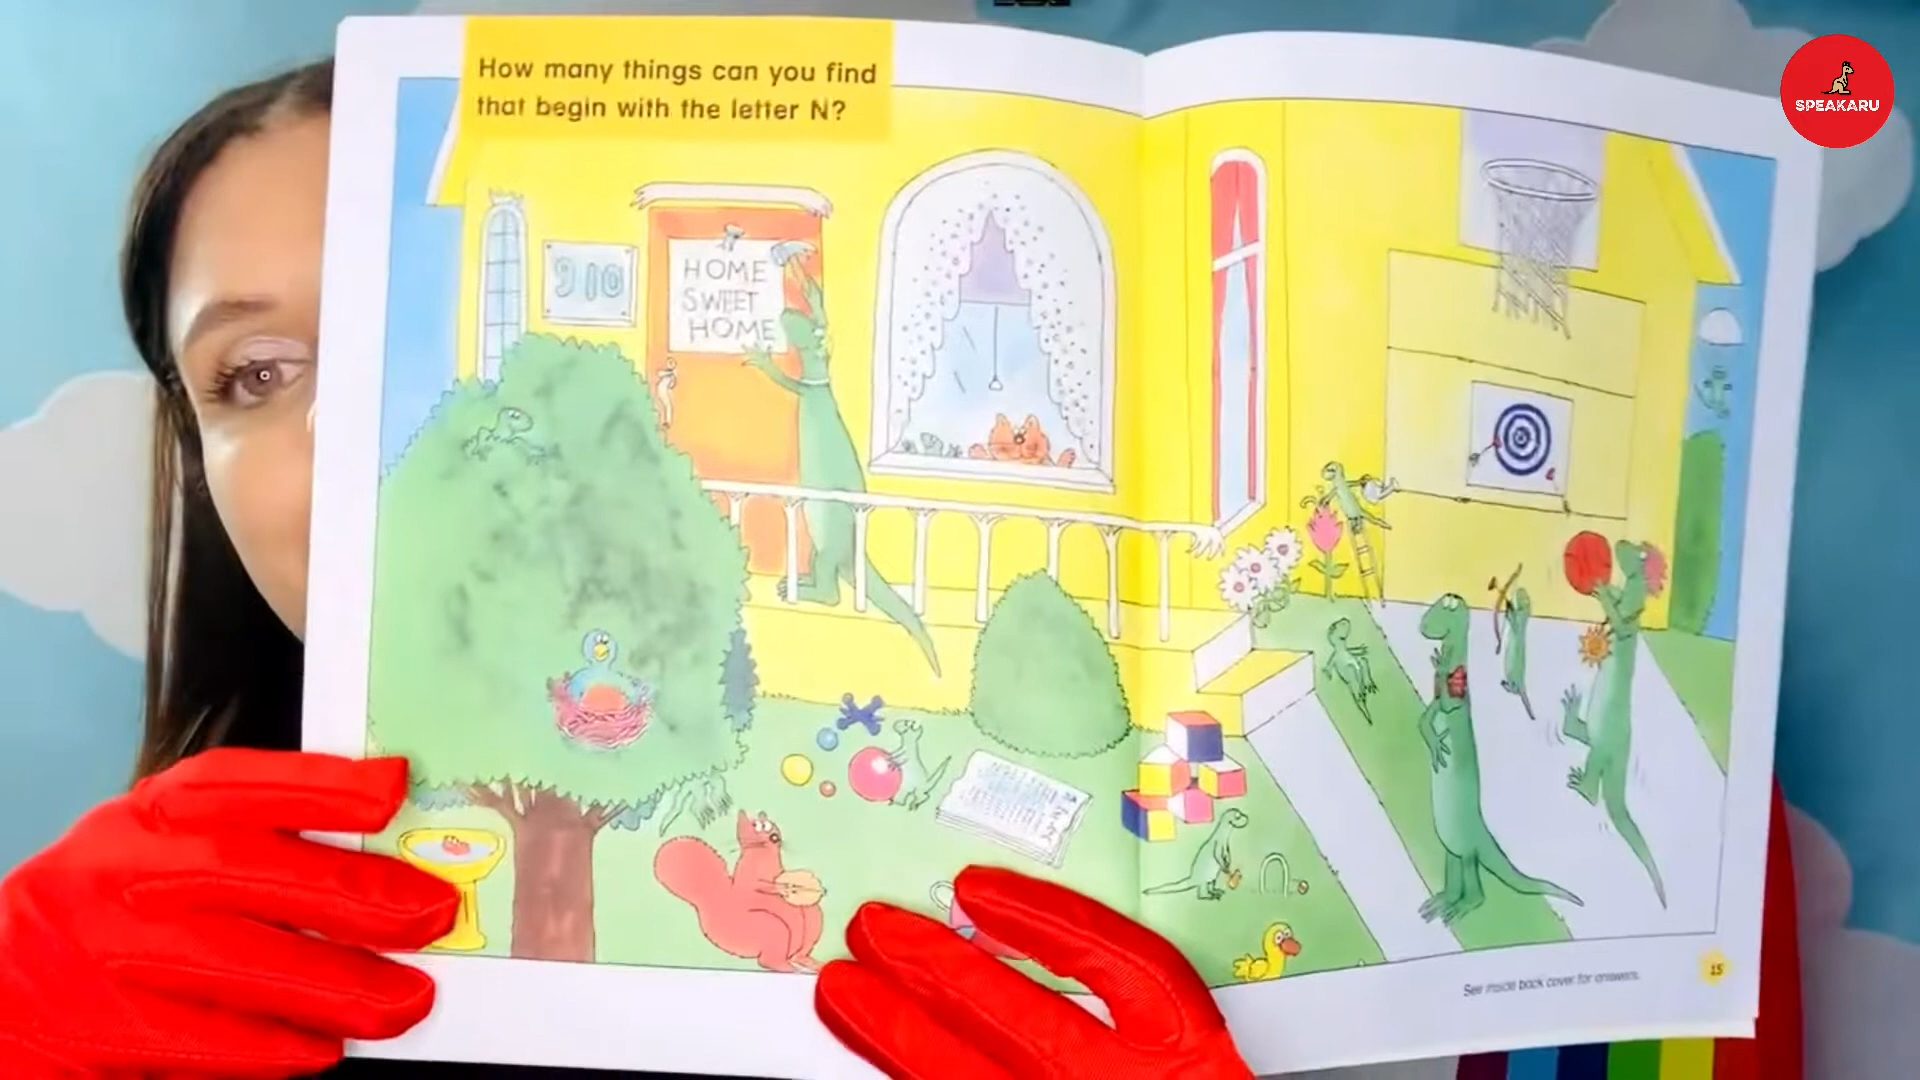 How many things can you find
that begin with the letter N?
SPEAKARU
910
HOME
SWEET
HOME
See inside back cover for answers.
15